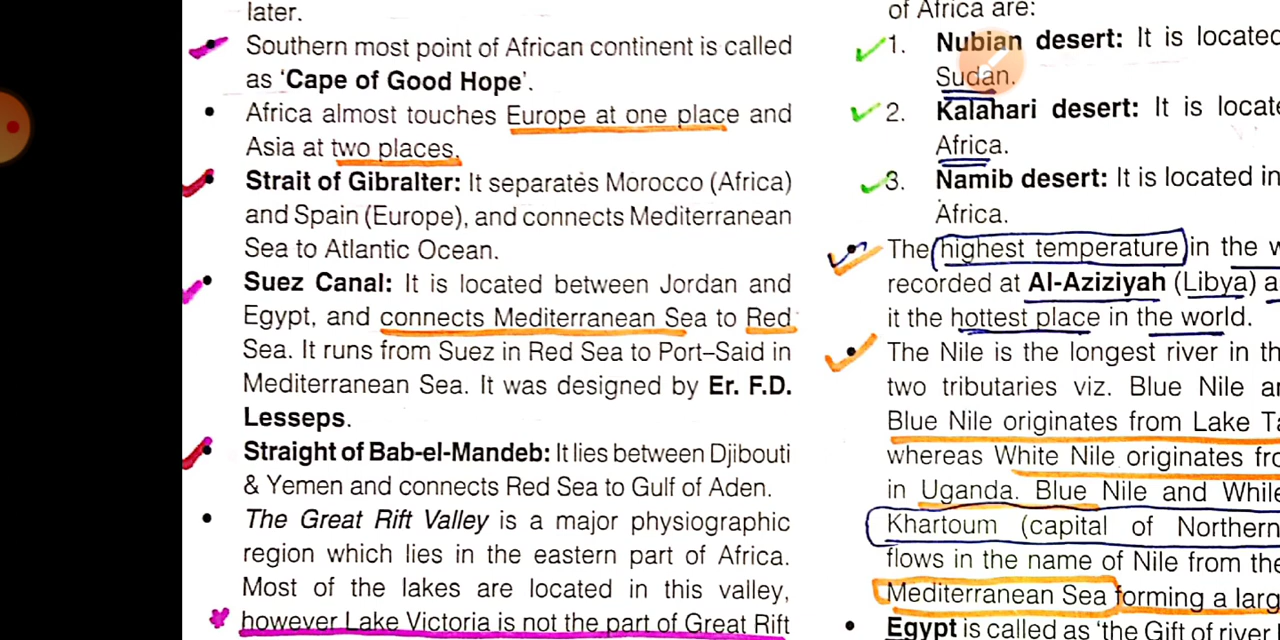 later.
Southern most point of African continent is called
as 'Cape of Good Hope'.
• Africa almost touches Europe at one place and
Asia at two places.
• Strait of Gibralter: It separates Morocco (Africa)
and Spain (Europe), and connects Mediterranean
Sea to Atlantic Ocean.
• Suez Canal: It is located between Jordan and
Egypt, and connects Mediterranean Sea to Red
Sea. It runs from Suez in Red Sea to Port–Said in
Mediterranean Sea. It was designed by Er. F.D.
Lesseps.
• Straight of Bab-el-Mandeb: It lies between Djibouti
& Yemen and connects Red Sea to Gulf of Aden.
• The Great Rift Valley is a major physiographic
region which lies in the eastern part of Africa.
Most of the lakes are located in this valley,
however Lake Victoria is not the part of Great Rift
of Africa are:
1. Nubian desert: It is located
Sudan.
2. Kalahari desert: It is
Africa.
3. Namib desert: It is located in
Africa.
• The highest temperature in the
recorded at Al-Aziziyah (Libya)
it the hottest place in the world.
• The Nile is the longest river in
two tributaries viz. Blue Nile
Blue Nile originates from Lake
whereas White Nile originates
in Uganda. Blue Nile and While
Khartoum (capital of Northern
flows in the name of Nile from the
Mediterranean Sea forming a
• Egypt is called as 'the Gift of river